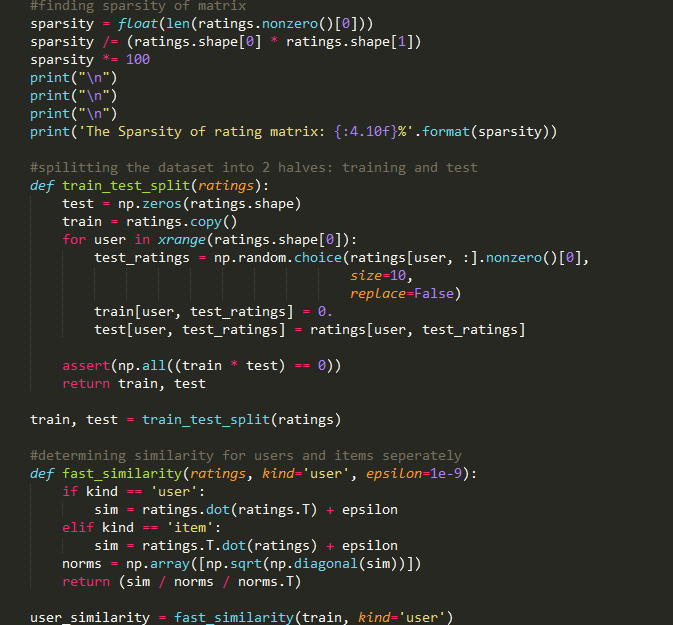 #finding sparsity of matrix
sparsity = float(len(ratings.nonzero()[0]))
sparsity /= (ratings.shape[0] * ratings.shape[1])
sparsity *= 100
print("\n")
print("\n")
print("\n")
print('The Sparsity of rating matrix: {:4.10f}%'.format(sparsity))

#spilitting the dataset into 2 halves: training and test
def train_test_split(ratings):
    test = np.zeros(ratings.shape)
    train = ratings.copy()
    for user in xrange(ratings.shape[0]):
        test_ratings = np.random.choice(ratings[user, :].nonzero()[0],
                                        size=10,
                                        replace=False)
        train[user, test_ratings] = 0.
        test[user, test_ratings] = ratings[user, test_ratings]

    assert(np.all((train * test) == 0))
    return train, test

train, test = train_test_split(ratings)

#determining similarity for users and items seperately
def fast_similarity(ratings, kind='user', epsilon=1e-9):
    if kind == 'user':
        sim = ratings.dot(ratings.T) + epsilon
    elif kind == 'item':
        sim = ratings.T.dot(ratings) + epsilon
    norms = np.array([np.sqrt(np.diagonal(sim))])
    return (sim / norms / norms.T)

user_similarity = fast_similarity(train, kind='user')